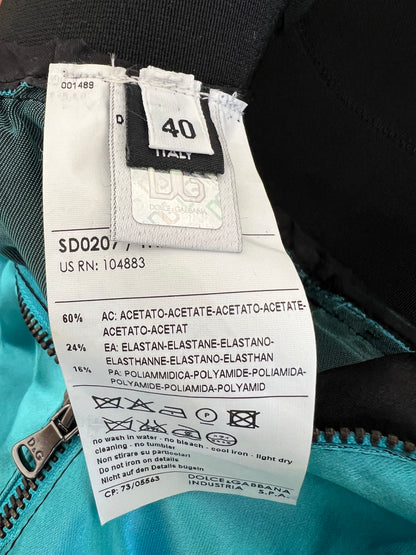 001489
40
ITALY
D&G
DOLCE&GABBANA
SD0207 /
US RN: 104883
60% AC: ACETATO-ACETATE-ACETATO-ACETATE-
ACETATO-ACETAT
24% EA: ELASTAN-ELASTANE-ELASTANO-
ELASTHANNE-ELASTANO-ELASTHAN
16% PA: POLIAMMIDICA-POLYAMIDE-POLIAMIDA-
POLYAMIDE-POLIAMIDA-POLYAMID
P
no wash in water - no bleach - cool iron - light dry
cleaning - no tumbler
Non stirare su particolari
Do not iron on details
Nicht auf den Details bugeln
CP: 73/05563
DOLCE&GABBANA
INDUSTRIA S.P.A.
D&G